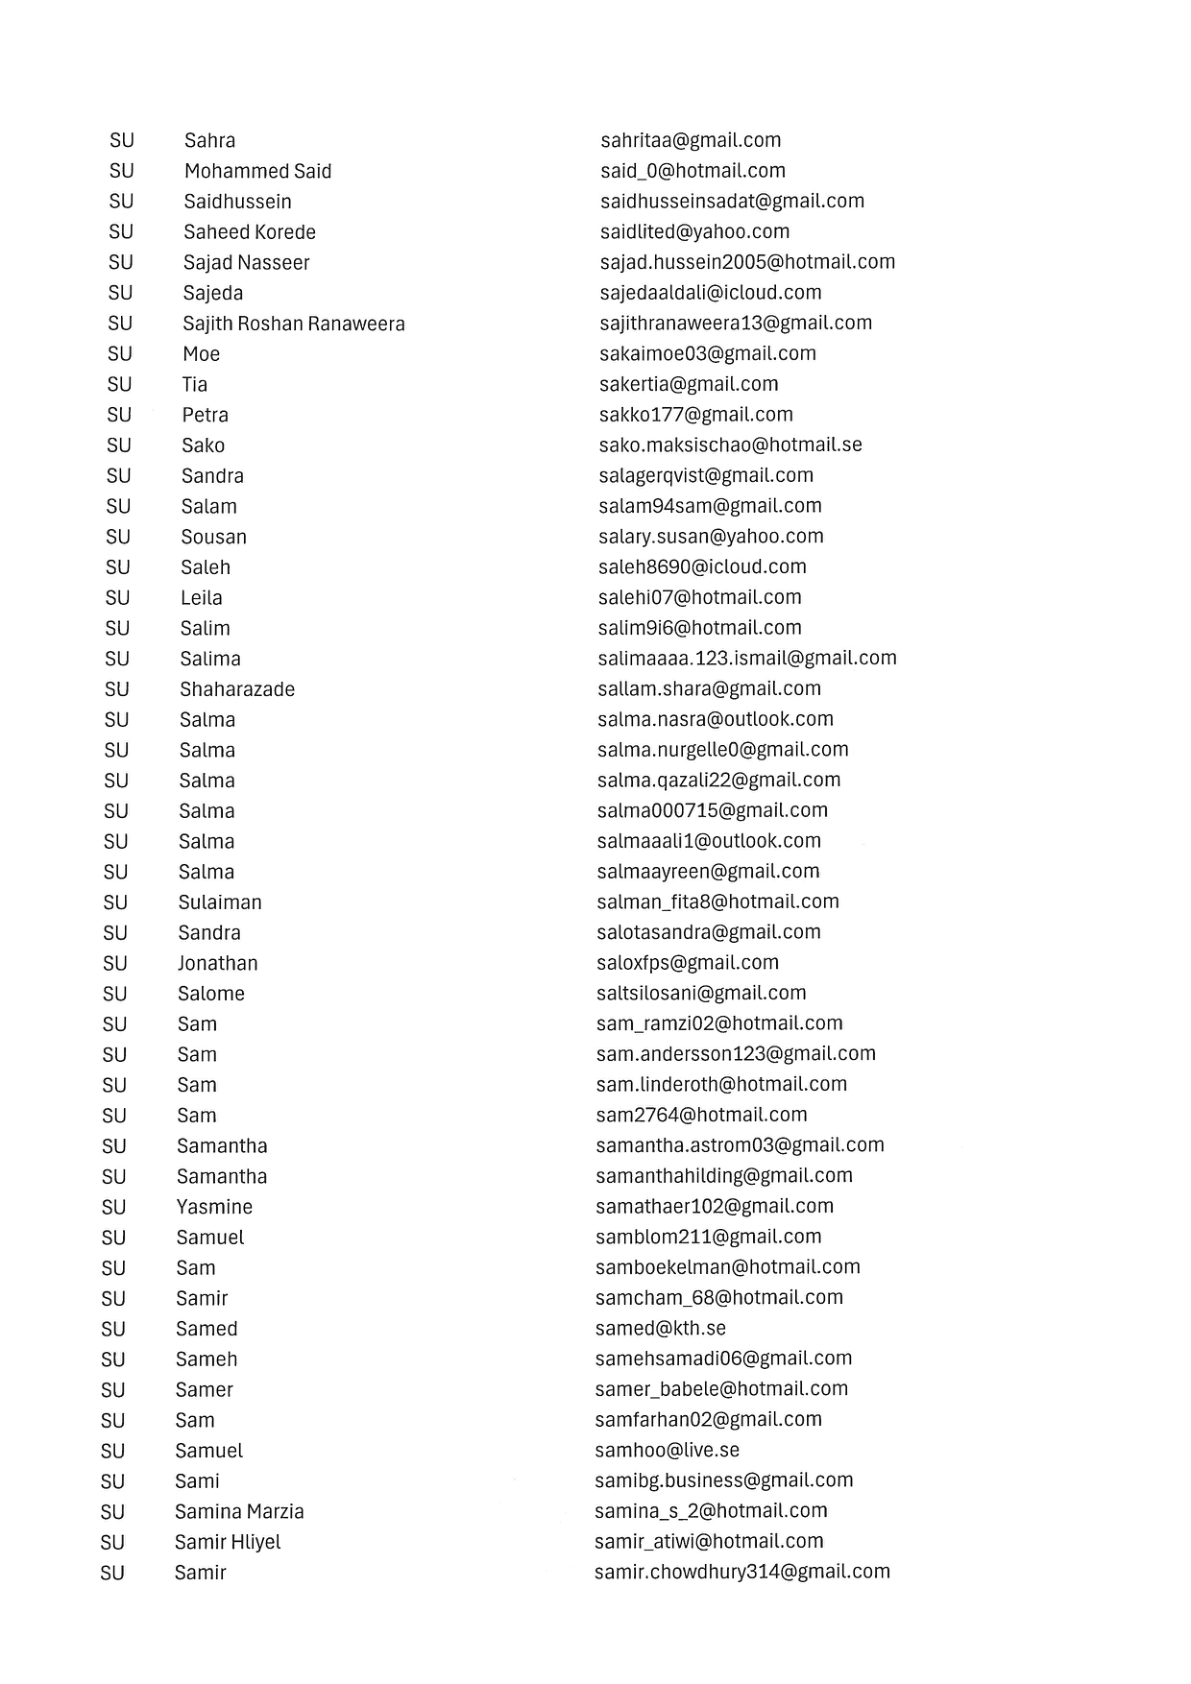 SU Sahra sahritaa@gmail.com
SU Mohammed Said said_0@hotmail.com
SU Saidhussein saidhusseinsadat@gmail.com
SU Saheed Korede saidlited@yahoo.com
SU Sajad Nasseer sajad.hussein2005@hotmail.com
SU Sajeda sajedaaldali@icloud.com
SU Sajith Roshan Ranaweera sajithranaweera13@gmail.com
SU Moe sakaimoe03@gmail.com
SU Tia sakertia@gmail.com
SU Petra sakko177@gmail.com
SU Sako sako.maksischao@hotmail.se
SU Sandra salagerqvist@gmail.com
SU Salam salam94sam@gmail.com
SU Sousan salary.susan@yahoo.com
SU Saleh saleh8690@icloud.com
SU Leila salehi07@hotmail.com
SU Salim salim9i6@hotmail.com
SU Salima salimaaaa.123.ismail@gmail.com
SU Shaharazade sallam.shara@gmail.com
SU Salma salma.nasra@outlook.com
SU Salma salma.nurgelle0@gmail.com
SU Salma salma.qazali22@gmail.com
SU Salma salma000715@gmail.com
SU Salma salmaaali1@outlook.com
SU Salma salmaayreen@gmail.com
SU Sulaiman salman_fita8@hotmail.com
SU Sandra salotasandra@gmail.com
SU Jonathan saloxfps@gmail.com
SU Salome saltsilosani@gmail.com
SU Sam sam_ramzi02@hotmail.com
SU Sam sam.andersson123@gmail.com
SU Sam sam.linderoth@hotmail.com
SU Sam sam2764@hotmail.com
SU Samantha samantha.astrom03@gmail.com
SU Samantha samanthahilding@gmail.com
SU Yasmine samathaer102@gmail.com
SU Samuel samblom211@gmail.com
SU Sam samboekelman@hotmail.com
SU Samir samcham_68@hotmail.com
SU Samed samed@kth.se
SU Sameh samehsamadi06@gmail.com
SU Samer samer_babele@hotmail.com
SU Sam samfarhan02@gmail.com
SU Samuel samhoo@live.se
SU Sami samibg.business@gmail.com
SU Samina Marzia samina_s_2@hotmail.com
SU Samir Hliyel samir_atiwi@hotmail.com
SU Samir samir.chowdhury314@gmail.com